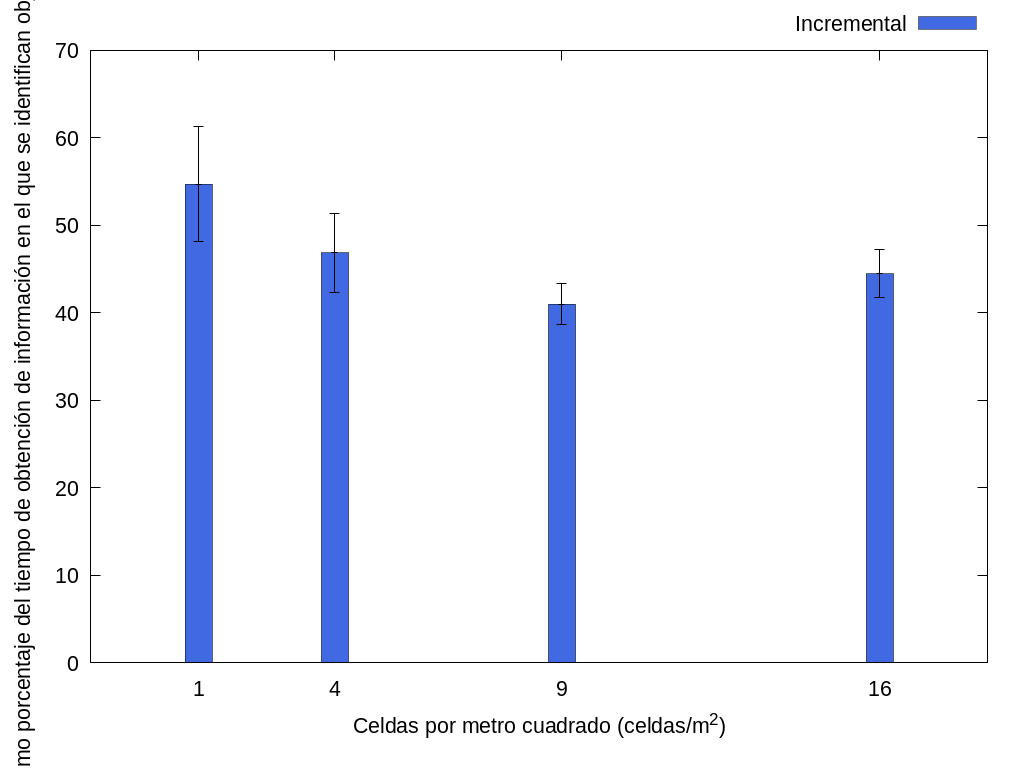 Incremental
mo porcentaje del tiempo de obtención de información en el que se identifican
70
60
50
40
30
20
10
0
1 4 9 16
Celdas por metro cuadrado (celdas/m²)